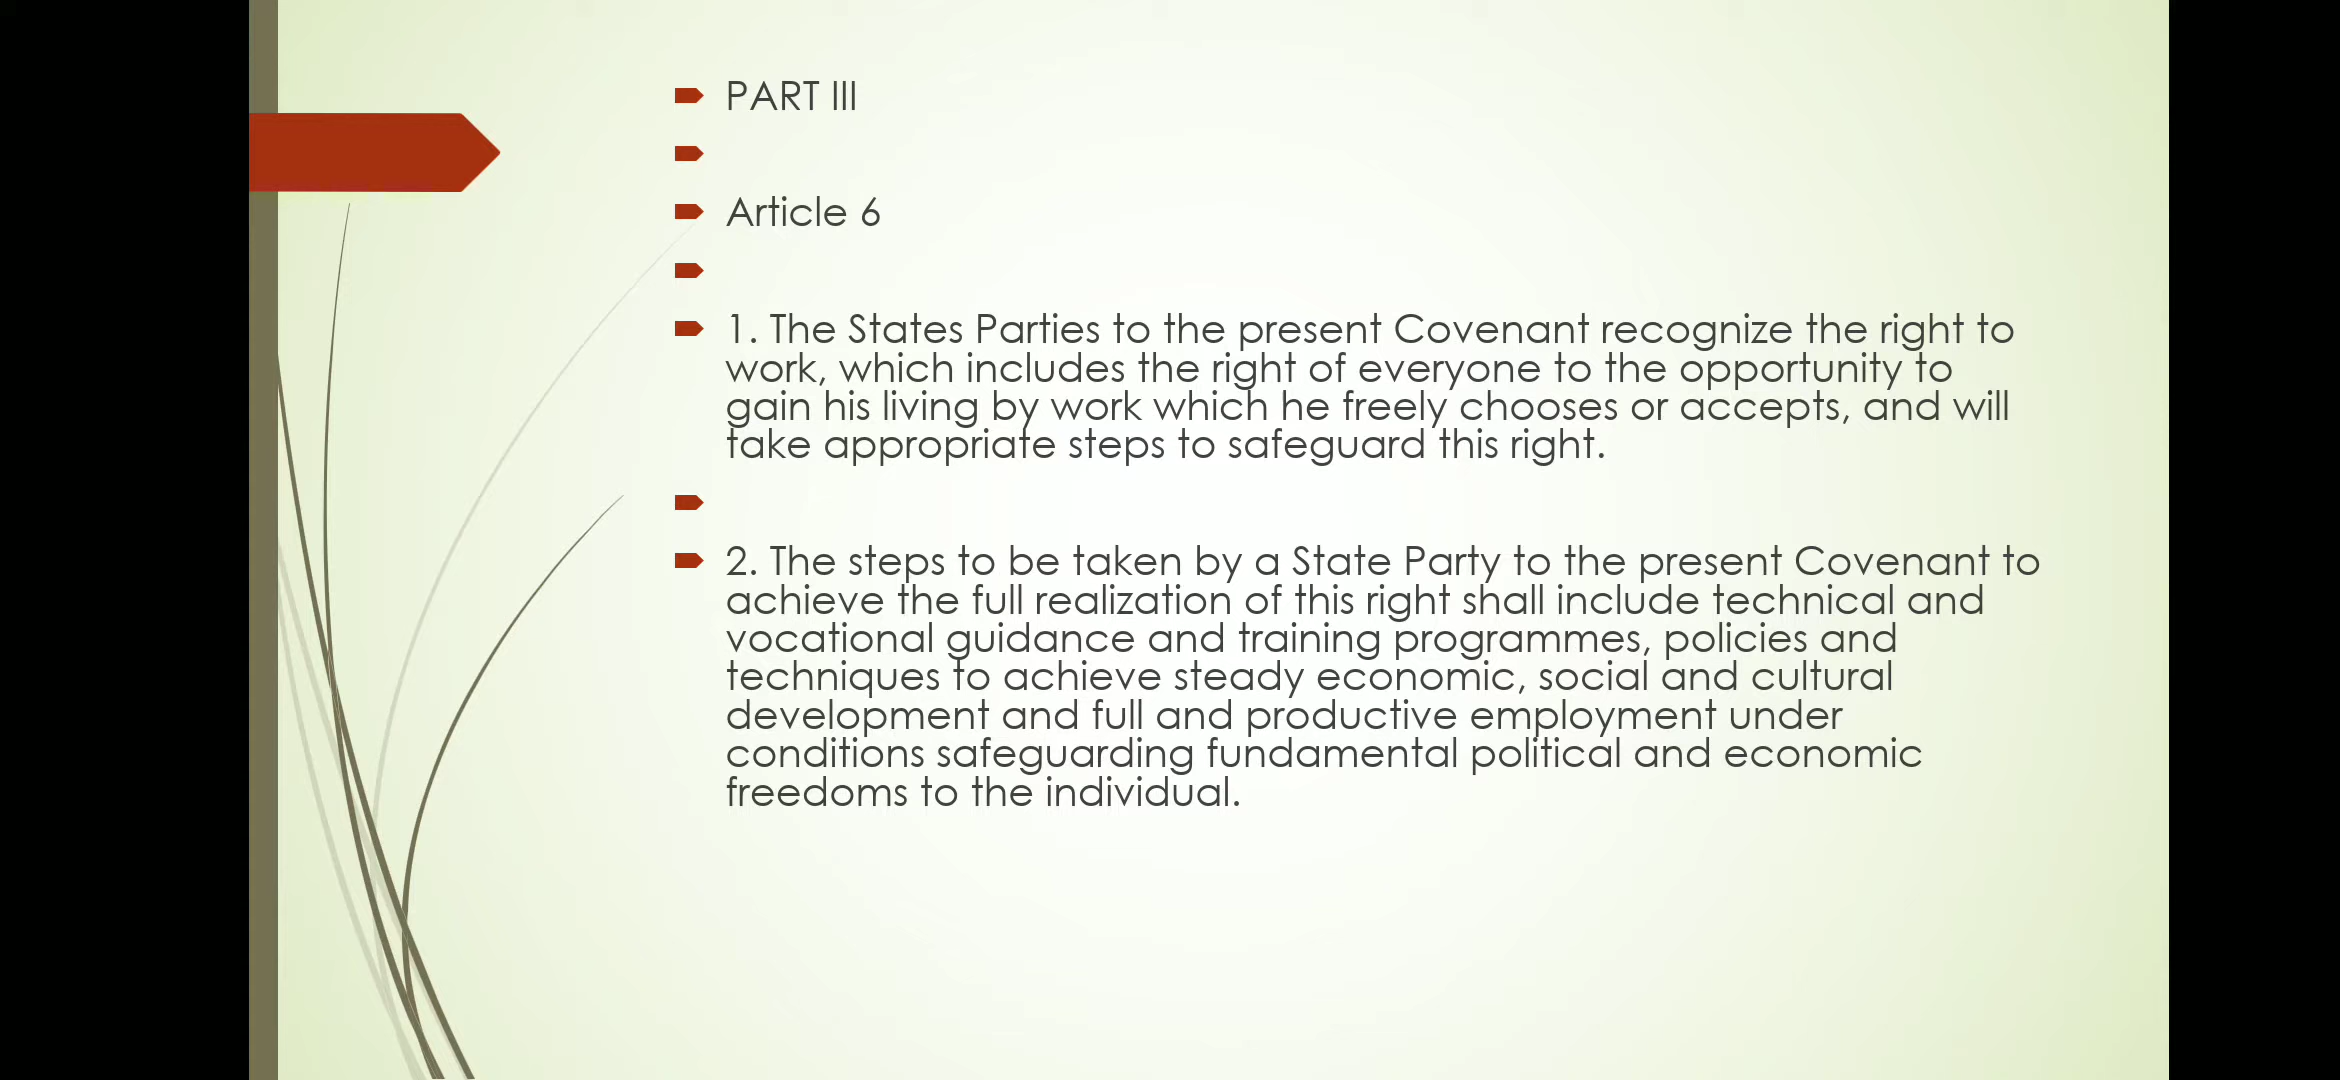 PART III
Article 6
1. The States Parties to the present Covenant recognize the right to
work, which includes the right of everyone to the opportunity to
gain his living by work which he freely chooses or accepts, and will
take appropriate steps to safeguard this right.
2. The steps to be taken by a State Party to the present Covenant to
achieve the full realization of this right shall include technical and
vocational guidance and training programmes, policies and
techniques to achieve steady economic, social and cultural
development and full and productive employment under
conditions safeguarding fundamental political and economic
freedoms to the individual.